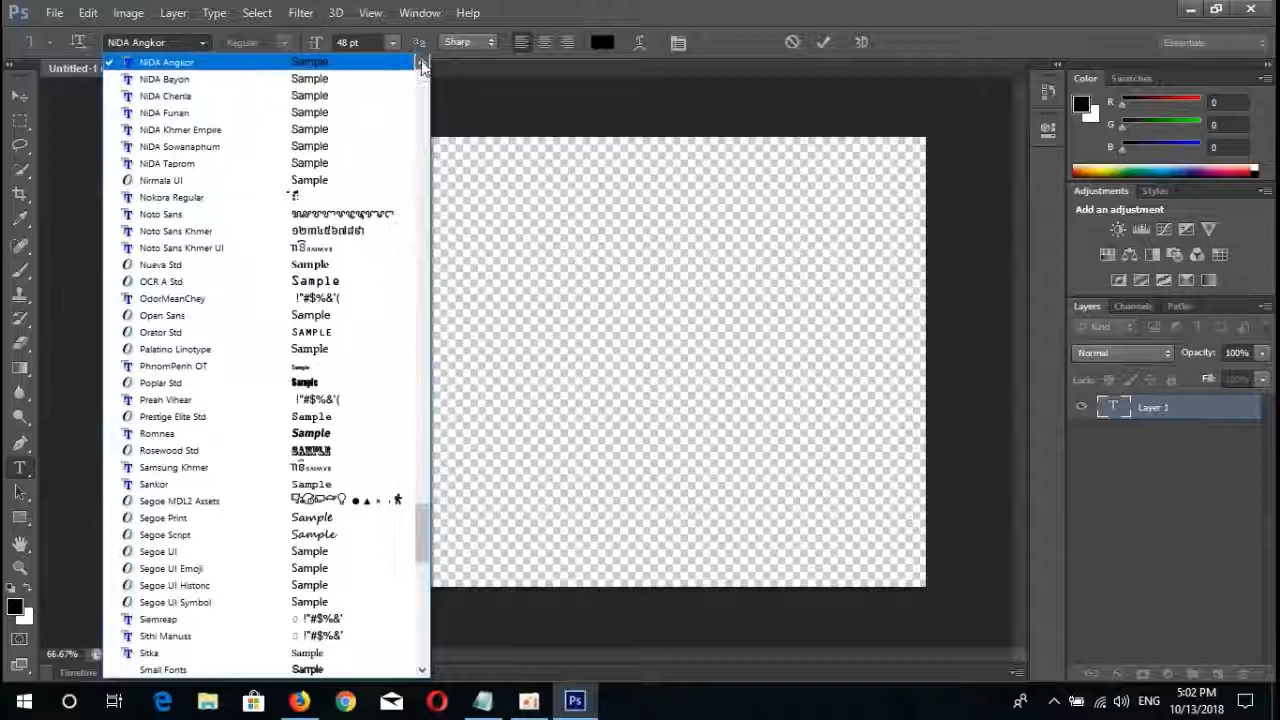 Ps File Edit Image Layer Type Select Filter 3D View Window Help
NiDA Angkor Regular 48 pt Sharp 3D Essentials
Untitled-1
NiDA Angkor Sample
NiDA Bayon Sample
NiDA Chenla Sample
NiDA Funan Sample
NiDA Khmer Empire Sample
NiDA Sowanaphum Sample
NiDA Taprom Sample
Nirmala UI Sample
Nokora Regular
Noto Sans
Noto Sans Khmer
Noto Sans Khmer UI
Nueva Std Sample
OCR A Std Sample
OdorMeanChey !"#$%&'(
Open Sans Sample
Orator Std SAMPLE
Palatino Linotype Sample
PhnomPenh OT Sample
Poplar Std Sample
Preah Vihear !"#$%&'(
Prestige Elite Std Sample
Romnea Sample
Rosewood Std SAMPLE
Samsung Khmer
Sankor Sample
Segoe MDL2 Assets
Segoe Print Sample
Segoe Script Sample
Segoe UI Sample
Segoe UI Emoji Sample
Segoe UI Historic Sample
Segoe UI Symbol Sample
Siemreap 0 !"#$%&'
Sithi Manuss 0 !"#$%&'
Sitka Sample
Small Fonts Sample
Color Swatches
R 0
G 0
B 0
Adjustments Styles
Add an adjustment
Layers Channels Paths
Kind
Normal Opacity: 100%
Lock: Fill: 100%
T Layer 1
66.67%
Timeline
ENG 5:02 PM
10/13/2018